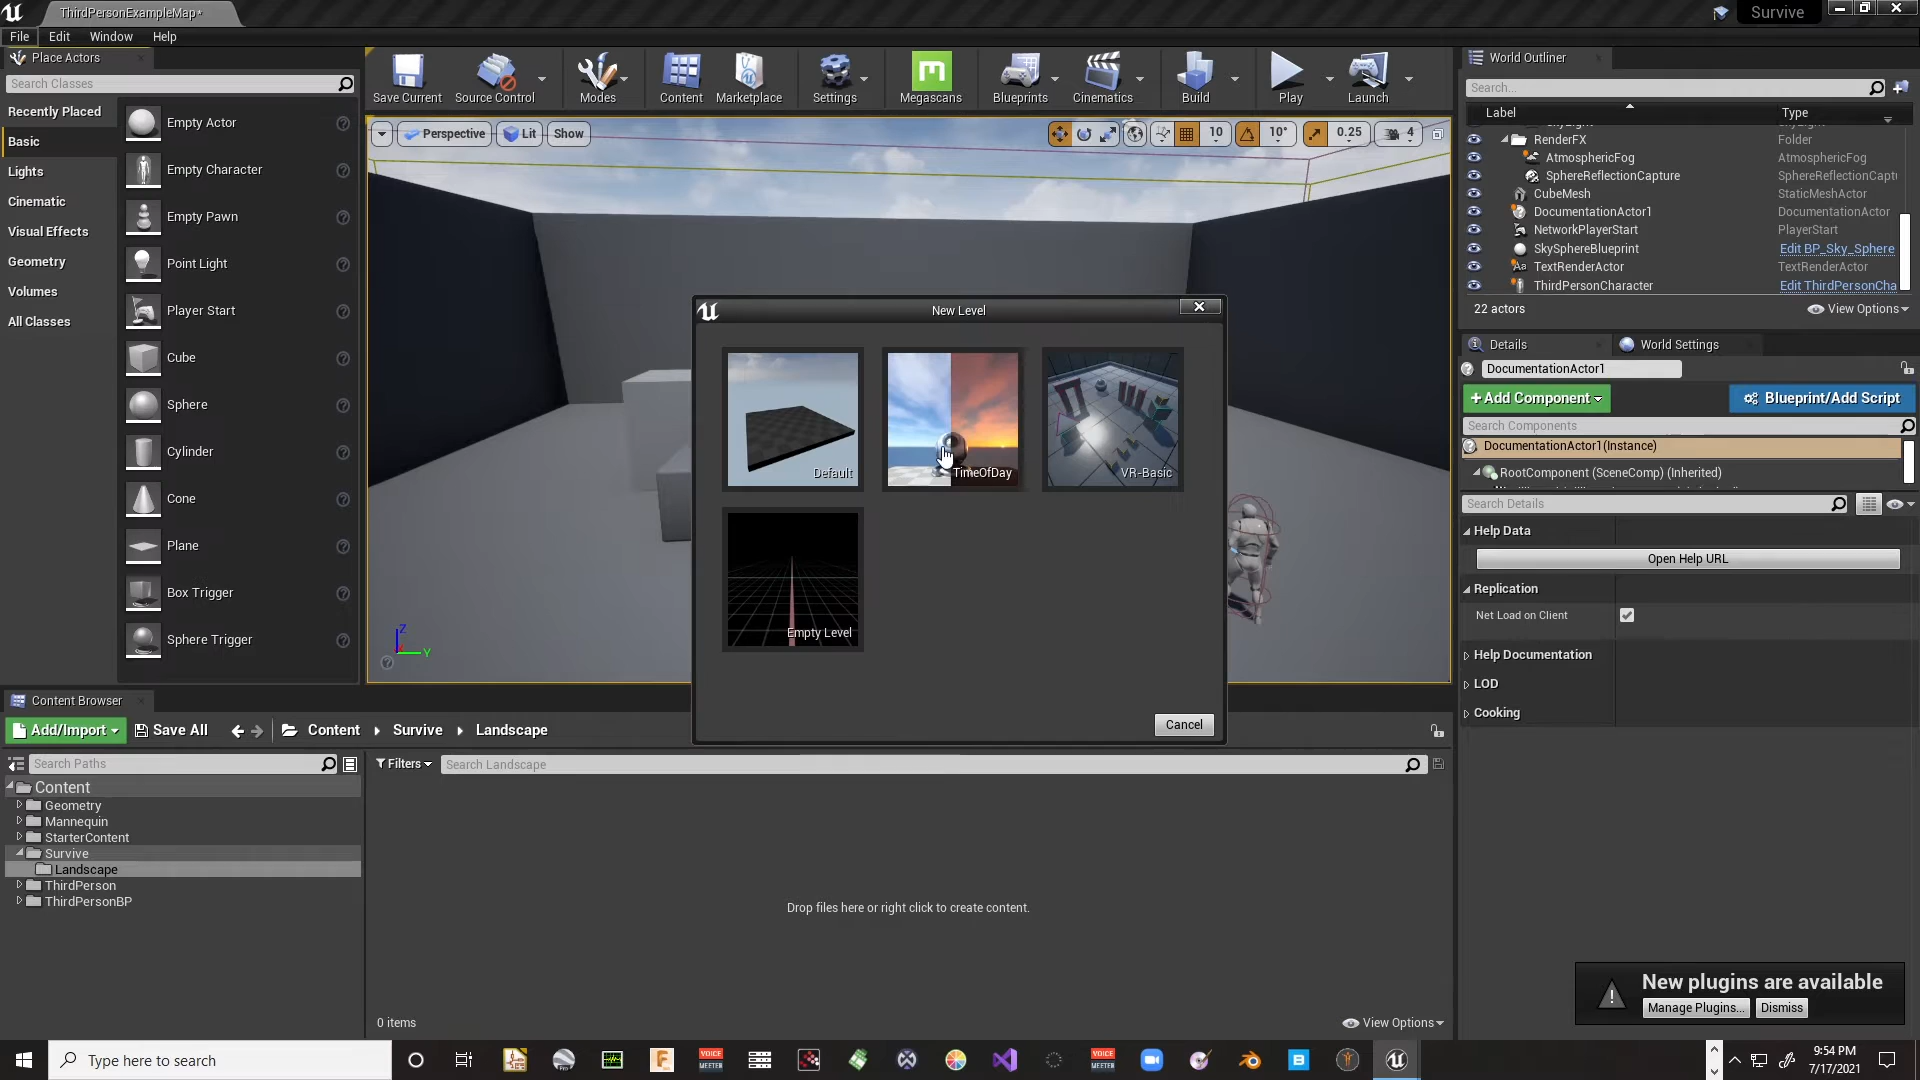 ThirdPersonExampleMap*
Survive
File
Edit
Window
Help
Place Actors
Search Classes
Recently Placed
Basic
Lights
Cinematic
Visual Effects
Geometry
Volumes
All Classes
Empty Actor
Empty Character
Empty Pawn
Point Light
Player Start
Cube
Sphere
Cylinder
Cone
Plane
Box Trigger
Sphere Trigger
Save Current
Source Control
Modes
Content
Marketplace
Settings
Megascans
Blueprints
Cinematics
Build
Play
Launch
Perspective
Lit
Show
10
10°
0.25
4
Z
Y
New Level
Default
TimeOfDay
VR-Basic
Empty Level
Cancel
World Outliner
Search...
Label
Type
RenderFX
Folder
AtmosphericFog
AtmosphericFog
SphereReflectionCapture
SphereReflectionCaptu
CubeMesh
StaticMeshActor
DocumentationActor1
DocumentationActor
NetworkPlayerStart
PlayerStart
SkySphereBlueprint
Edit BP_Sky_Sphere
TextRenderActor
TextRenderActor
ThirdPersonCharacter
Edit ThirdPersonCha
22 actors
View Options
Details
World Settings
DocumentationActor1
+Add Component
Blueprint/Add Script
Search Components
DocumentationActor1(Instance)
RootComponent (SceneComp) (Inherited)
Search Details
Help Data
Open Help URL
Replication
Net Load on Client
Help Documentation
LOD
Cooking
Content Browser
Add/Import
Save All
Content
Survive
Landscape
Search Paths
Filters
Search Landscape
Content
Geometry
Mannequin
StarterContent
Survive
Landscape
ThirdPerson
ThirdPersonBP
Drop files here or right click to create content.
0 items
View Options
New plugins are available
Manage Plugins...
Dismiss
Type here to search
VOICE
MEETER
VOICE
MEETER
9:54 PM
7/17/2021